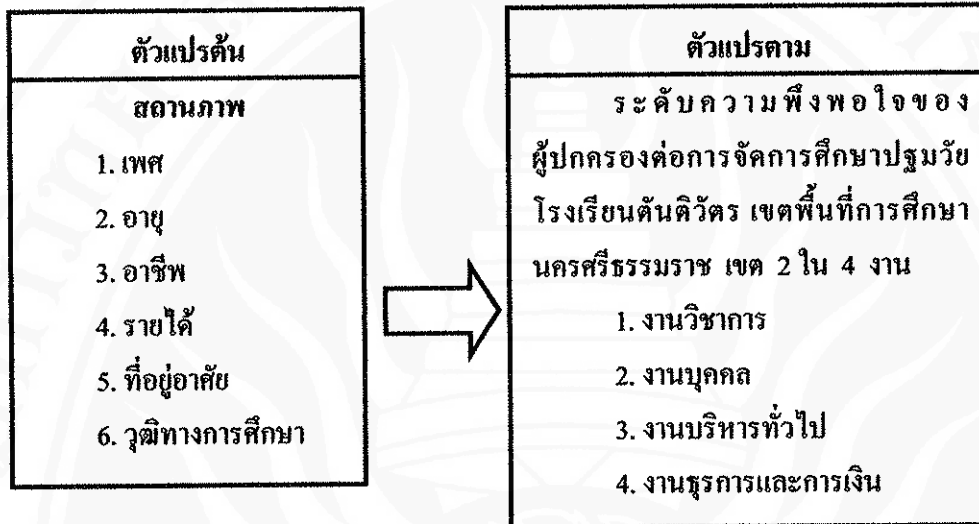 ตัวแปรต้น
สถานภาพ
1. เพศ
2. อายุ
3. อาชีพ
4. รายได้
5. ที่อยู่อาศัย
6. วุฒิทางการศึกษา
ตัวแปรตาม
ระดับความพึงพอใจของ
ผู้ปกครองต่อการจัดการศึกษาปฐมวัย
โรงเรียนตันติวัตร เขตพื้นที่การศึกษา
นครศรีธรรมราช เขต 2 ใน 4 งาน
1. งานวิชาการ
2. งานบุคคล
3. งานบริหารทั่วไป
4. งานธุรการและการเงิน